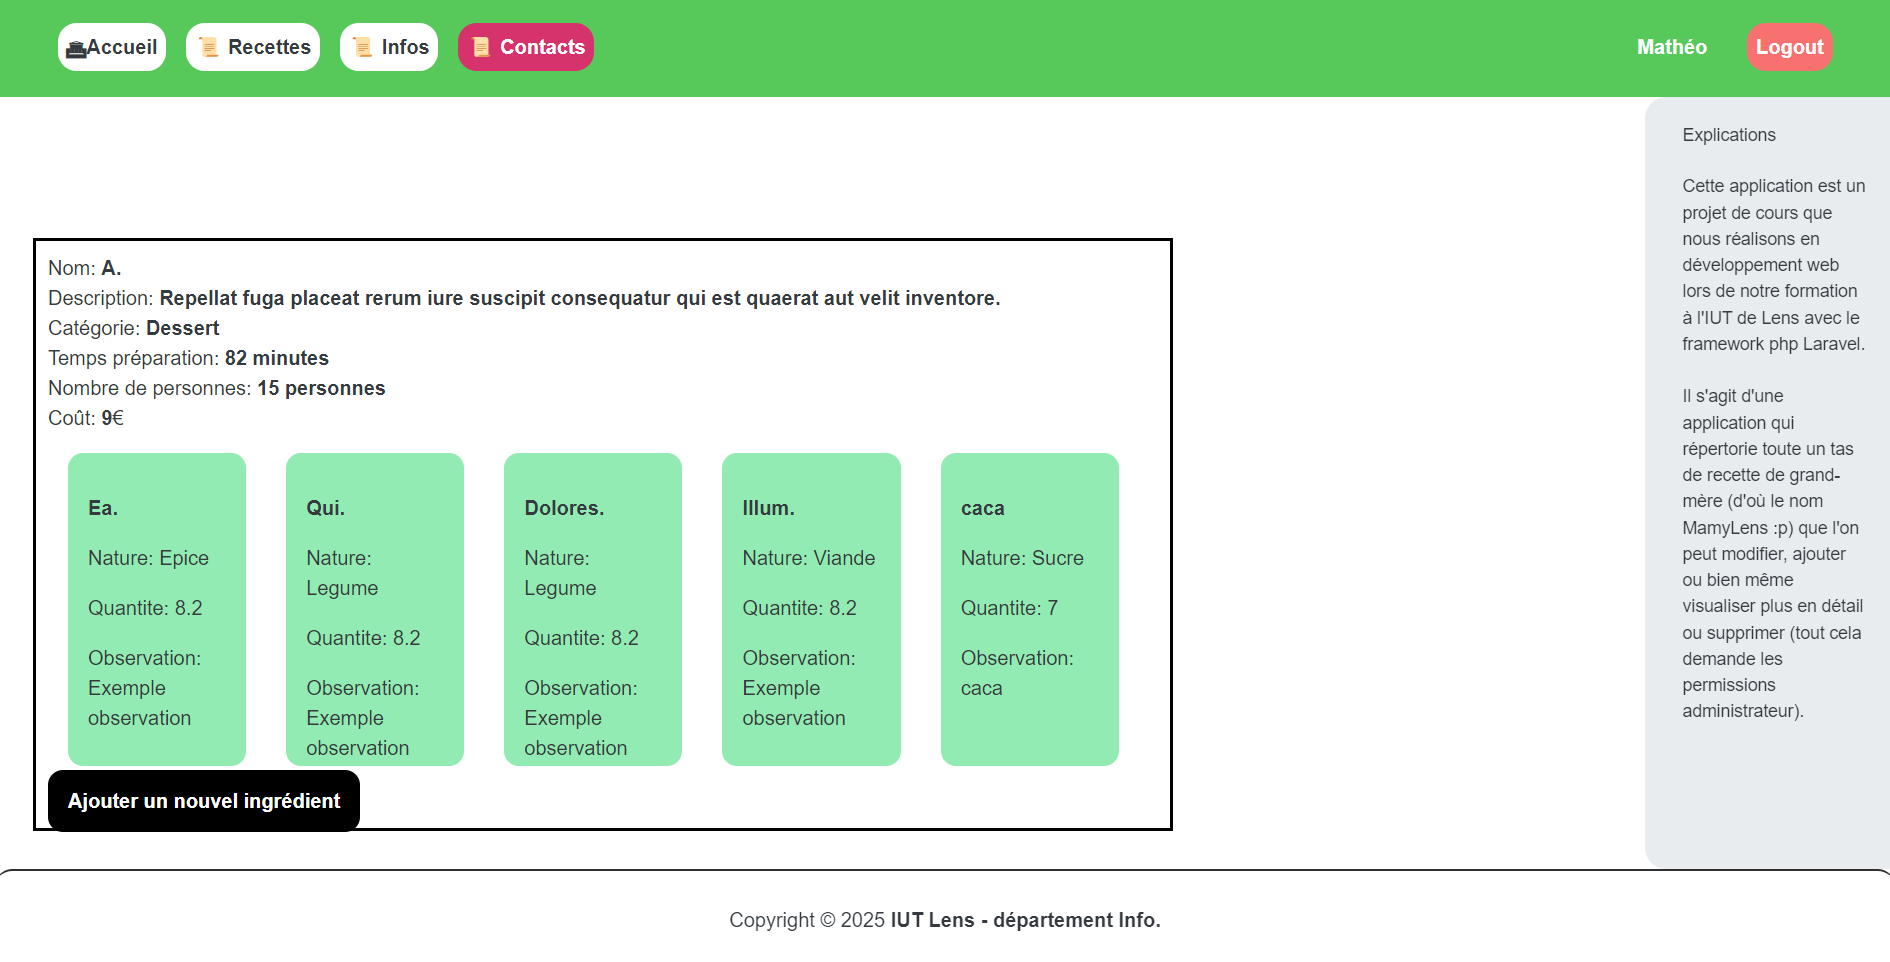 Accueil
Recettes
Infos
Contacts
Mathéo
Logout
Nom: A.
Description: Repellat fuga placeat rerum iure suscipit consequatur qui est quaerat aut velit inventore.
Catégorie: Dessert
Temps préparation: 82 minutes
Nombre de personnes: 15 personnes
Coût: 9€
Ea.
Nature: Epice
Quantite: 8.2
Observation:
Exemple
observation
Qui.
Nature:
Legume
Quantite: 8.2
Observation:
Exemple
observation
Dolores.
Nature:
Legume
Quantite: 8.2
Observation:
Exemple
observation
Illum.
Nature: Viande
Quantite: 8.2
Observation:
Exemple
observation
caca
Nature: Sucre
Quantite: 7
Observation:
caca
Ajouter un nouvel ingrédient
Explications
Cette application est un
projet de cours que
nous réalisons en
développement web
lors de notre formation
à l'IUT de Lens avec le
framework php Laravel.
Il s'agit d'une
application qui
répertorie toute un tas
de recette de grand-
mère (d'où le nom
MamyLens :p) que l'on
peut modifier, ajouter
ou bien même
visualiser plus en détail
ou supprimer (tout cela
demande les
permissions
administrateur).
Copyright © 2025 IUT Lens - département Info.